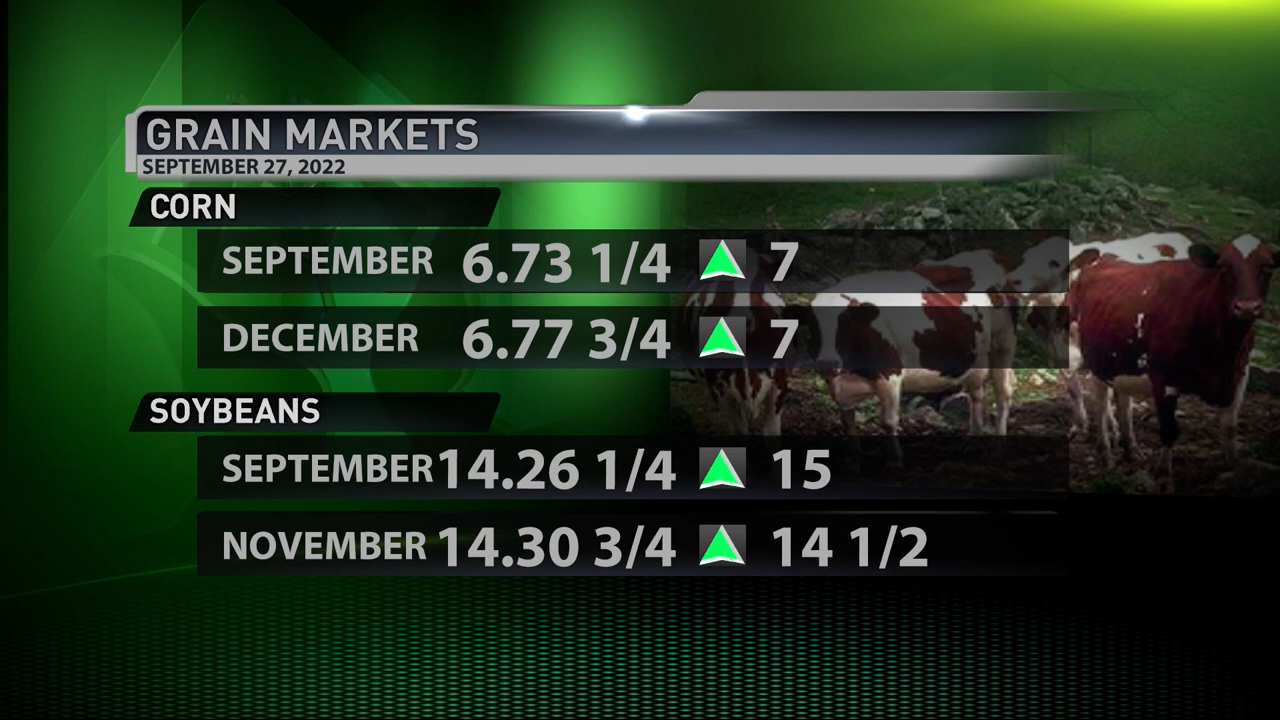 GRAIN MARKETS
SEPTEMBER 27, 2022
CORN
SEPTEMBER 6.73 1/4 ▲ 7
DECEMBER 6.77 3/4 ▲ 7
SOYBEANS
SEPTEMBER 14.26 1/4 ▲ 15
NOVEMBER 14.30 3/4 ▲ 14 1/2